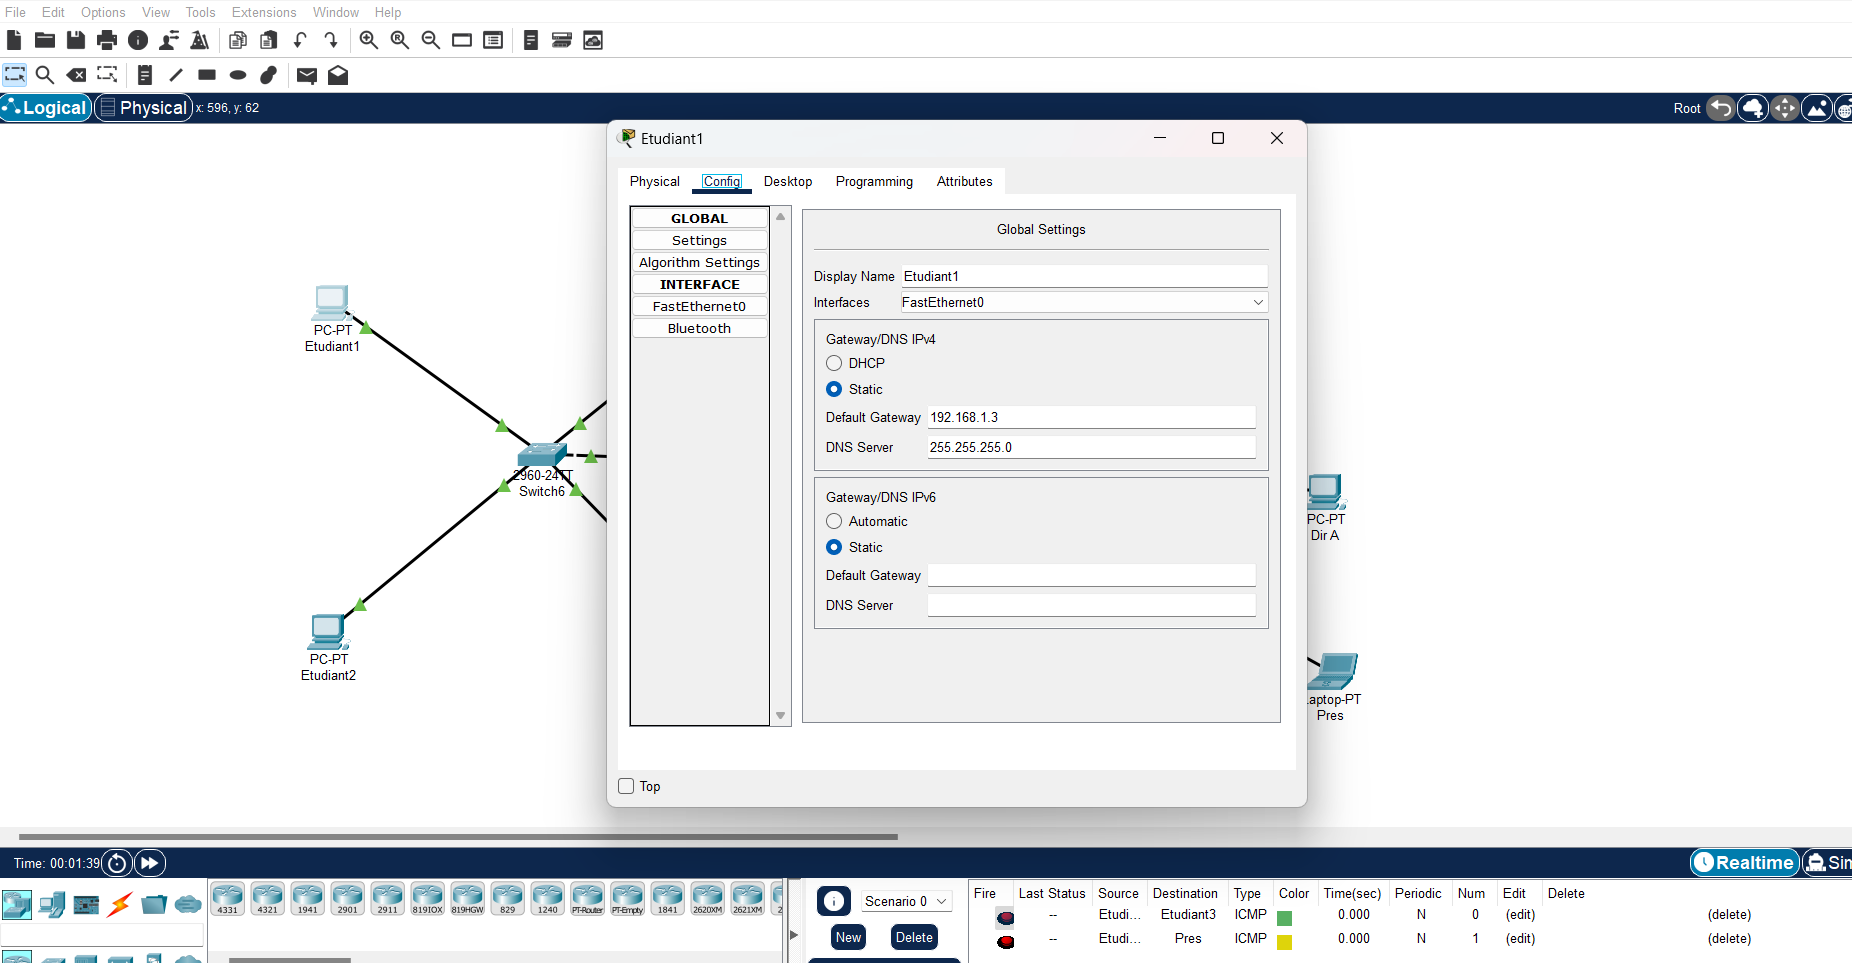 File Edit Options View Tools Extensions Window Help
Logical Physical x: 596, y: 62 Root
Etudiant1
Physical Config Desktop Programming Attributes
GLOBAL
Settings
Algorithm Settings
INTERFACE
FastEthernet0
Bluetooth
Global Settings
Display Name Etudiant1
Interfaces FastEthernet0
Gateway/DNS IPv4
DHCP
Static
Default Gateway 192.168.1.3
DNS Server 255.255.255.0
Gateway/DNS IPv6
Automatic
Static
Default Gateway
DNS Server
Top
PC-PT
Etudiant1
2960-24TT
Switch6
PC-PT
Etudiant2
PC-PT
Dir A
aptop-PT
Pres
Time: 00:01:39 Realtime Sim
4331 4321 1941 2901 2911 819IOX 819HGW 829 1240 PT-Router PT-Empty 1841 2620XM 2621XM 2
Scenario 0
New Delete
Fire Last Status Source Destination Type Color Time(sec) Periodic Num Edit Delete
-- Etudi... Etudiant3 ICMP 0.000 N 0 (edit) (delete)
-- Etudi... Pres ICMP 0.000 N 1 (edit) (delete)